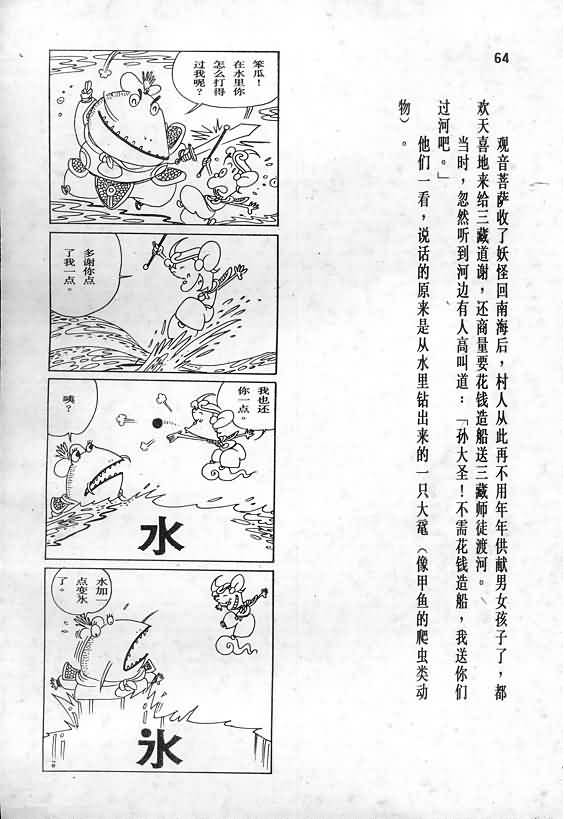 64
观音菩萨收了妖怪回南海后，村人从此再不用年年供献男女孩子了，都
欢天喜地来给三藏道谢，还商量要花钱造船送三藏师徒渡河。
当时，忽然听到河边有人高叫道：「孙大圣！不需花钱造船，我送你们
过河吧。」
他们一看，说话的原来是从水里钻出来的一只大鼋（像甲鱼的爬虫类动
物）。
笨瓜！
在水里你
怎么打得
过我呢？
多谢你点
了我一点。
我也还
你一点。
咦？
水
水加一
点变氷
了。
氷